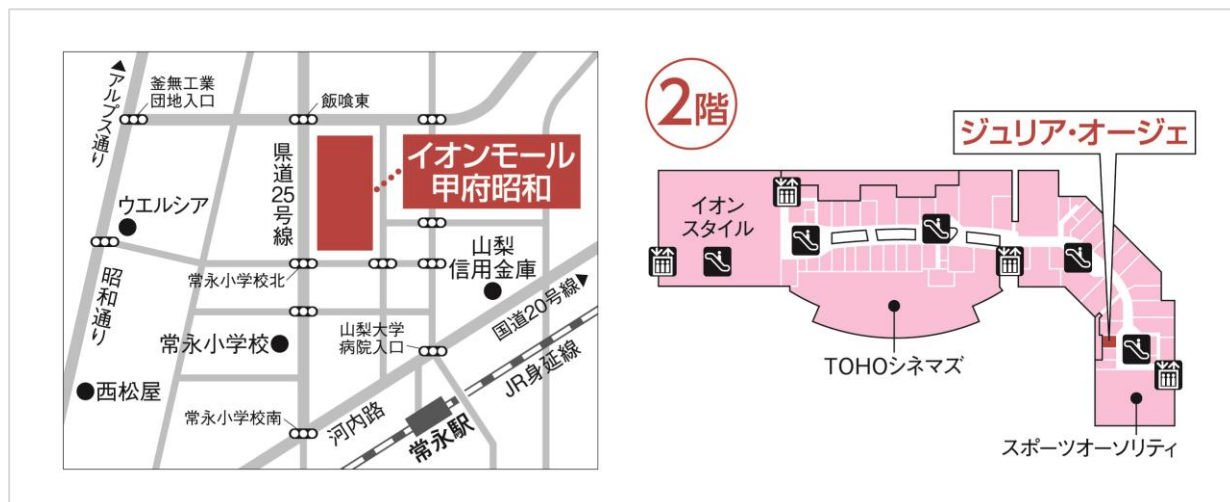 アルプス通り
釜無工業
団地入口
飯喰東
県道25号線
イオンモール
甲府昭和
ウエルシア
昭和通り
常永小学校北
山梨
信用金庫
国道20号線
常永小学校
山梨大学
病院入口
JR身延線
西松屋
常永小学校南
河内路
常永駅
2階
ジュリア・オージェ
イオン
スタイル
TOHOシネマズ
スポーツオーソリティ